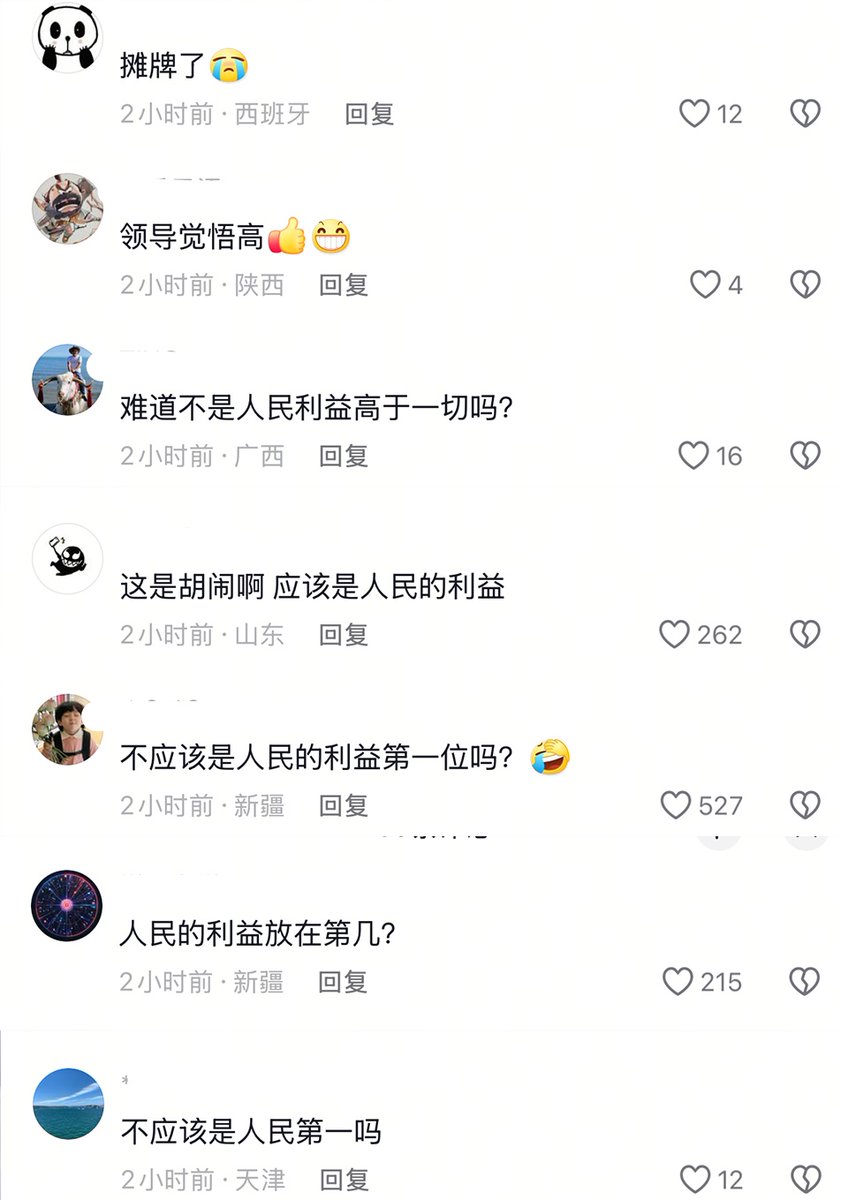 摊牌了😭
2小时前 · 西班牙 回复 12
领导觉悟高👍😁
2小时前 · 陕西 回复 4
难道不是人民利益高于一切吗?
2小时前 · 广西 回复 16
这是胡闹啊 应该是人民的利益
2小时前 · 山东 回复 262
不应该是人民的利益第一位吗?
2小时前 · 新疆 回复 527
人民的利益放在第几?
2小时前 · 新疆 回复 215
不应该是人民第一吗
2小时前 · 天津 回复 12